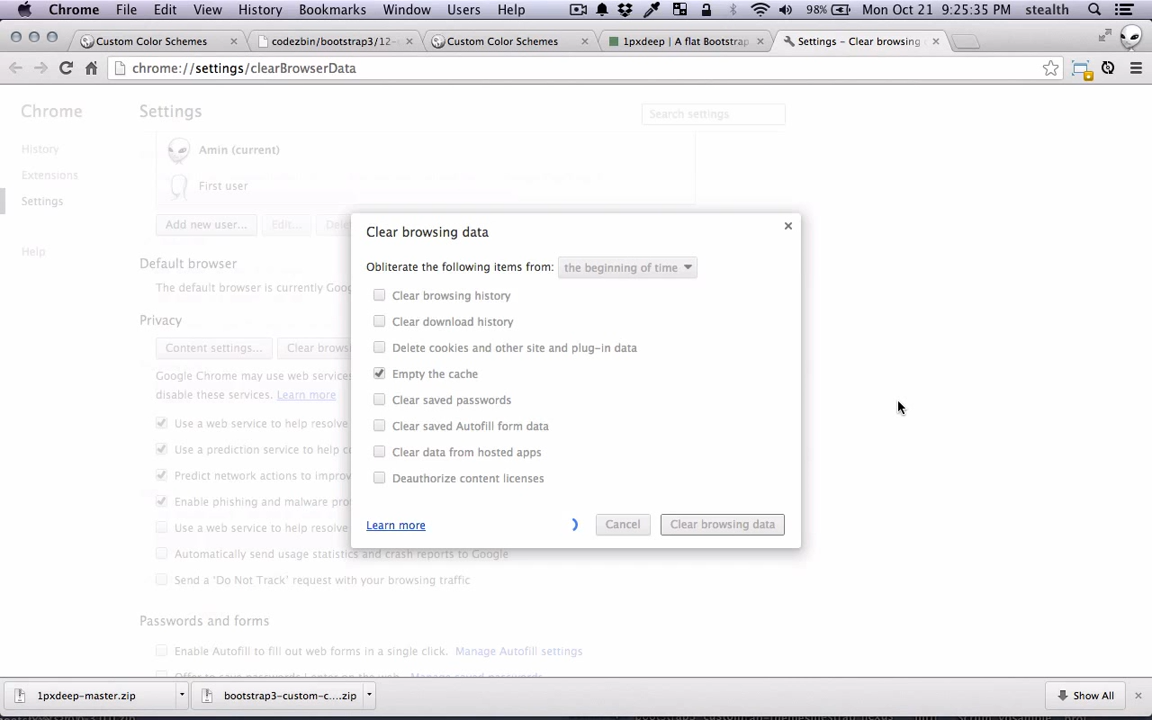 Chrome File Edit View History Bookmarks Window Users Help 98% Mon Oct 21 9:25:35 PM stealth
Custom Color Schemes codezbin/bootstrap3/12- Custom Color Schemes 1pxdeep | A flat Bootstrap Settings – Clear browsing
chrome://settings/clearBrowserData
Chrome
Settings
Search settings
History
Extensions
Settings
Help
Amin (current)
First user
Add new user... Edit...
Default browser
The default browser is currently Goo
Privacy
Content settings... Clear brows
Google Chrome may use web services
disable these services. Learn more
Use a web service to help resolve
Use a prediction service to help c
Predict network actions to improv
Enable phishing and malware pro
Use a web service to help resolve
Automatically send usage statistics and crash reports to Google
Send a 'Do Not Track' request with your browsing traffic
Passwords and forms
Enable Autofill to fill out web forms in a single click. Manage Autofill settings
Clear browsing data
Obliterate the following items from: the beginning of time
Clear browsing history
Clear download history
Delete cookies and other site and plug-in data
Empty the cache
Clear saved passwords
Clear saved Autofill form data
Clear data from hosted apps
Deauthorize content licenses
Learn more Cancel Clear browsing data
1pxdeep-master.zip bootstrap3-custom-c....zip Show All